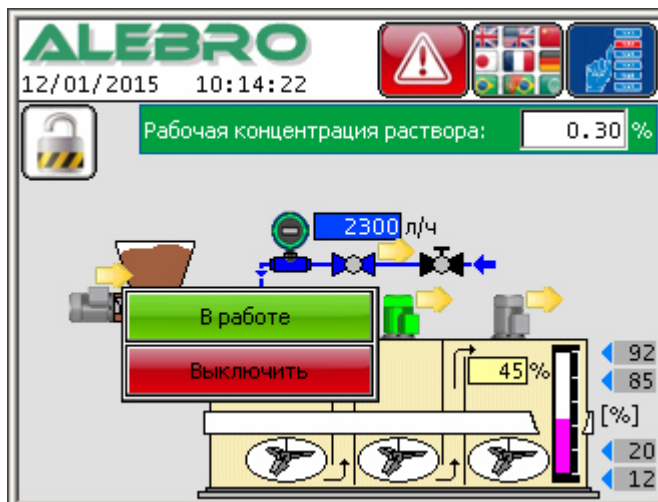 ALEBRO
12/01/2015 10:14:22
Рабочая концентрация раствора: 0.30 %
2300 л/ч
В работе
Выключить
45 %
92
85
[%]
20
12